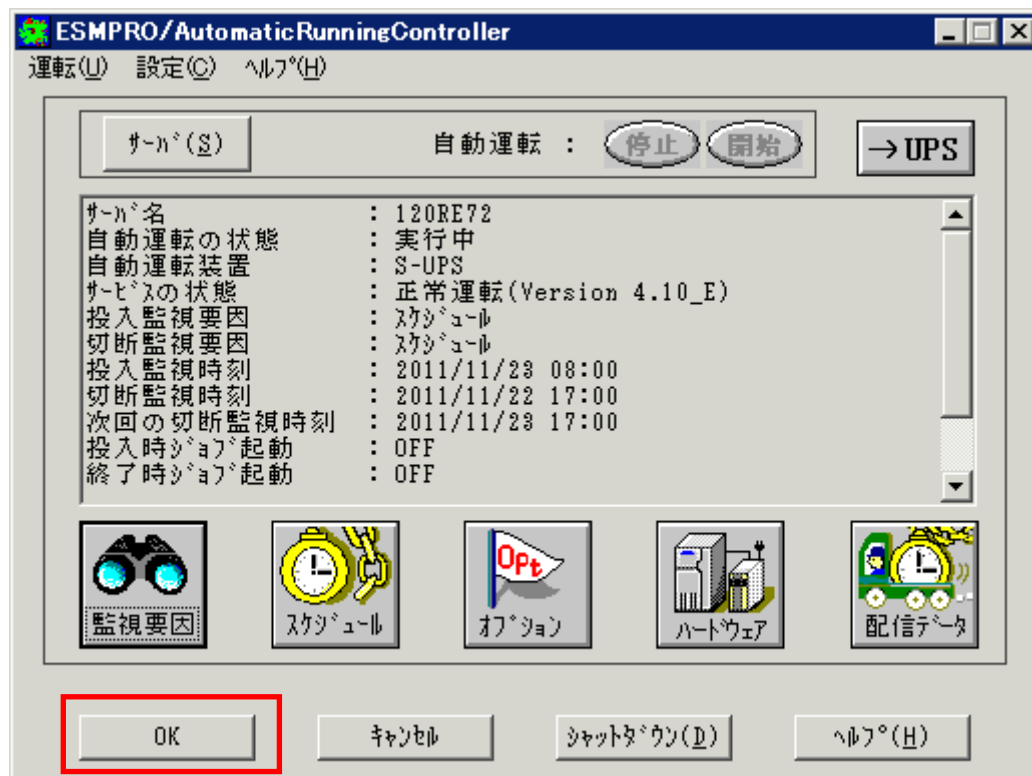 ESMPRO/AutomaticRunningController
運転(U) 設定(C) ﾍﾙﾌﾟ(H)
ｻｰﾊﾞ(S) 自動運転 : 停止 開始 →UPS
ｻｰﾊﾞ名 : 120RE72
自動運転の状態 : 実行中
自動運転装置 : S-UPS
ｻｰﾋﾞｽの状態 : 正常運転(Version 4.10_E)
投入監視要因 : ｽｹｼﾞｭｰﾙ
切断監視要因 : ｽｹｼﾞｭｰﾙ
投入監視時刻 : 2011/11/23 08:00
切断監視時刻 : 2011/11/22 17:00
次回の切断監視時刻 : 2011/11/23 17:00
投入時ｼﾞｮﾌﾞ起動 : OFF
終了時ｼﾞｮﾌﾞ起動 : OFF
OPt
監視要因 ｽｹｼﾞｭｰﾙ ｵﾌﾟｼｮﾝ ﾊｰﾄﾞｳｪｱ 配信ﾃﾞｰﾀ
OK ｷｬﾝｾﾙ ｼｬｯﾄﾀﾞｳﾝ(D) ﾍﾙﾌﾟ(H)